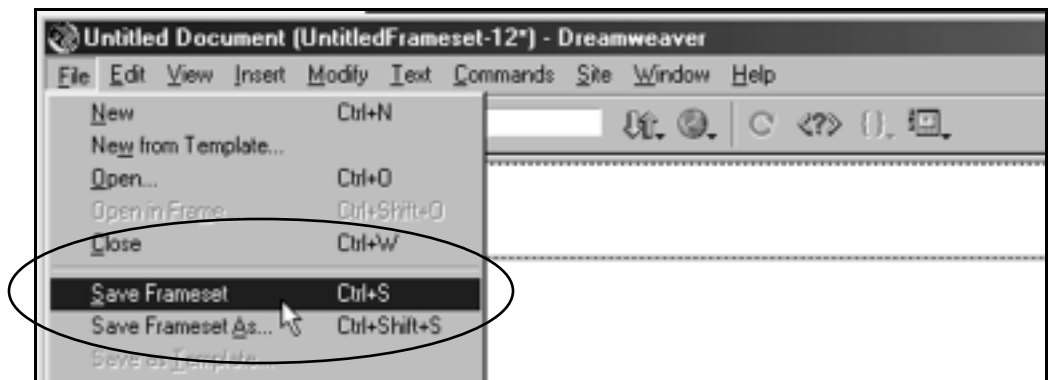 Untitled Document (UntitledFrameset-12*) - Dreamweaver
File Edit View Insert Modify Text Commands Site Window Help
New Ctrl+N
New from Template...
Open... Ctrl+O
Open in Frame... Ctrl+Shift+O
Close Ctrl+W
Save Frameset Ctrl+S
Save Frameset As... Ctrl+Shift+S
Save as Template...